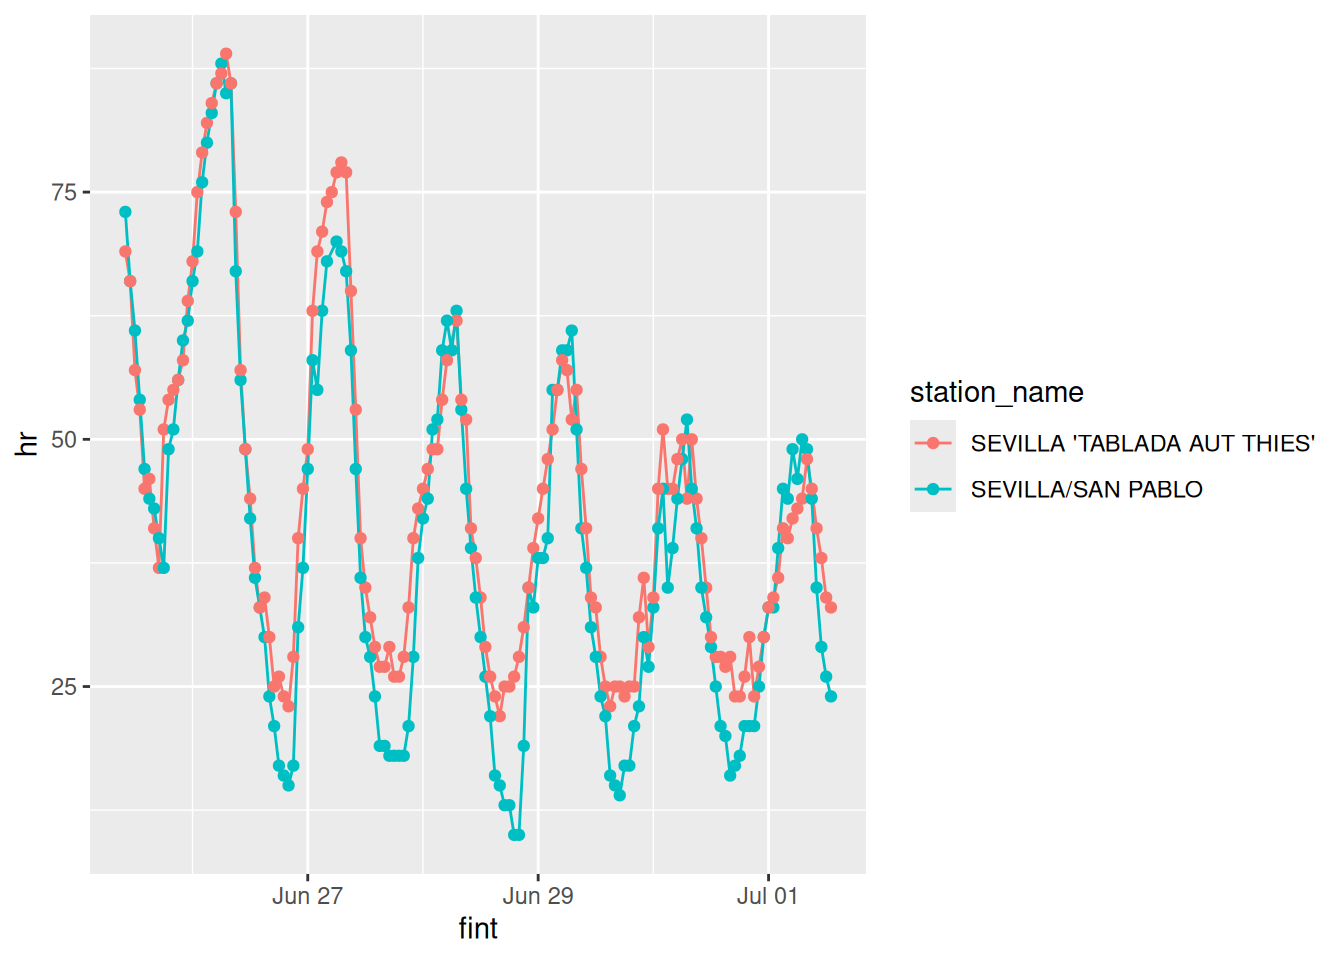 75
50
25
hr
Jun 27
Jun 29
Jul 01
fint
station_name
SEVILLA 'TABLADA AUT THIES'
SEVILLA/SAN PABLO